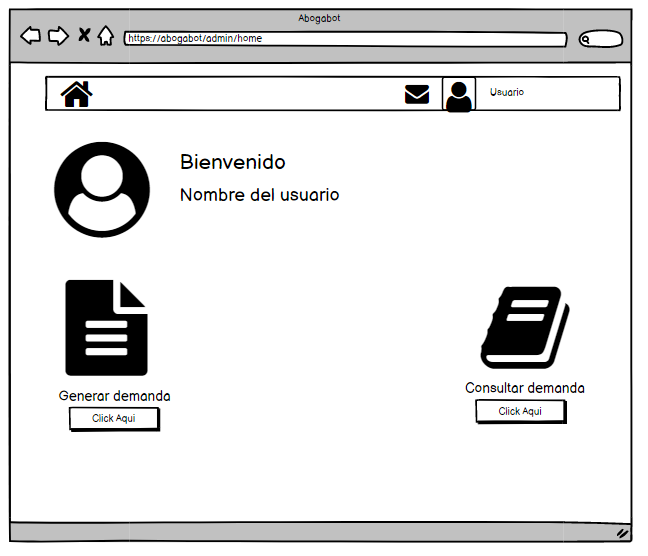 Abogabot
https://abogabot/admin/home
Usuario
Bienvenido
Nombre del usuario
Generar demanda
Click Aqui
Consultar demanda
Click Aqui